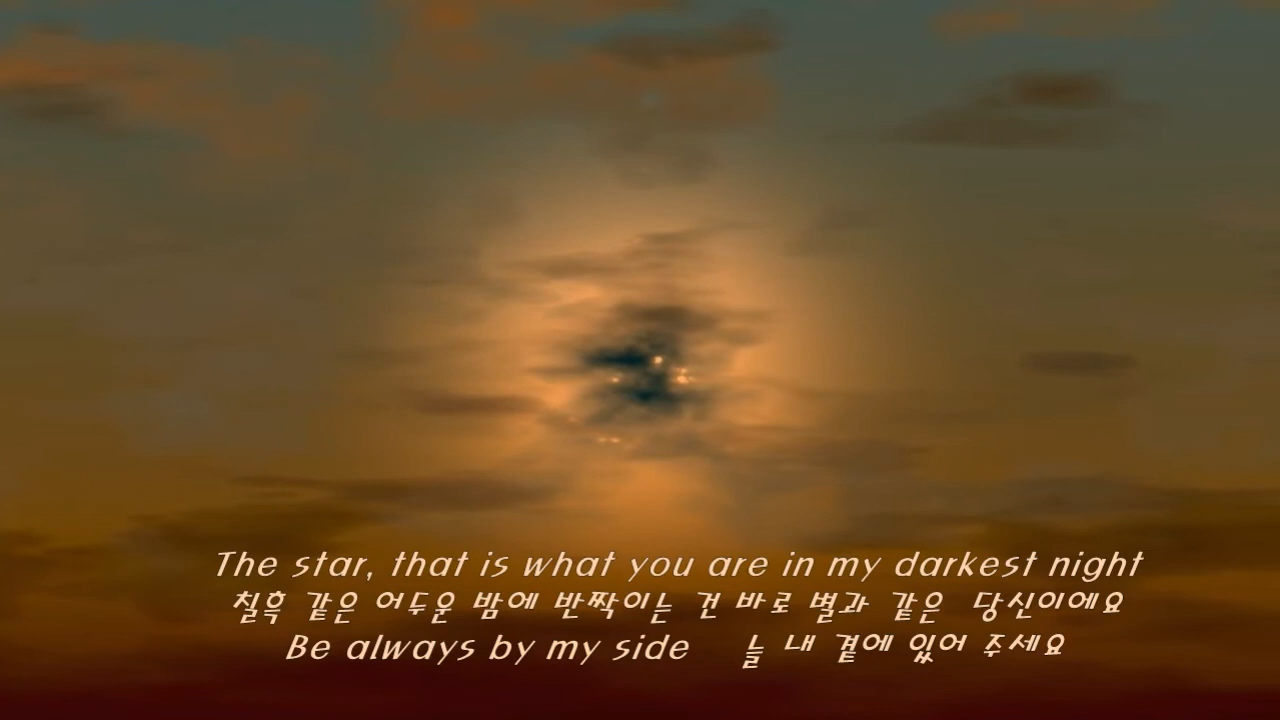 The star, that is what you are in my darkest night
칠흑 같은 어두운 밤에 반짝이는 건 바로 별과 같은 당신이에요
Be always by my side 늘 내 곁에 있어 주세요